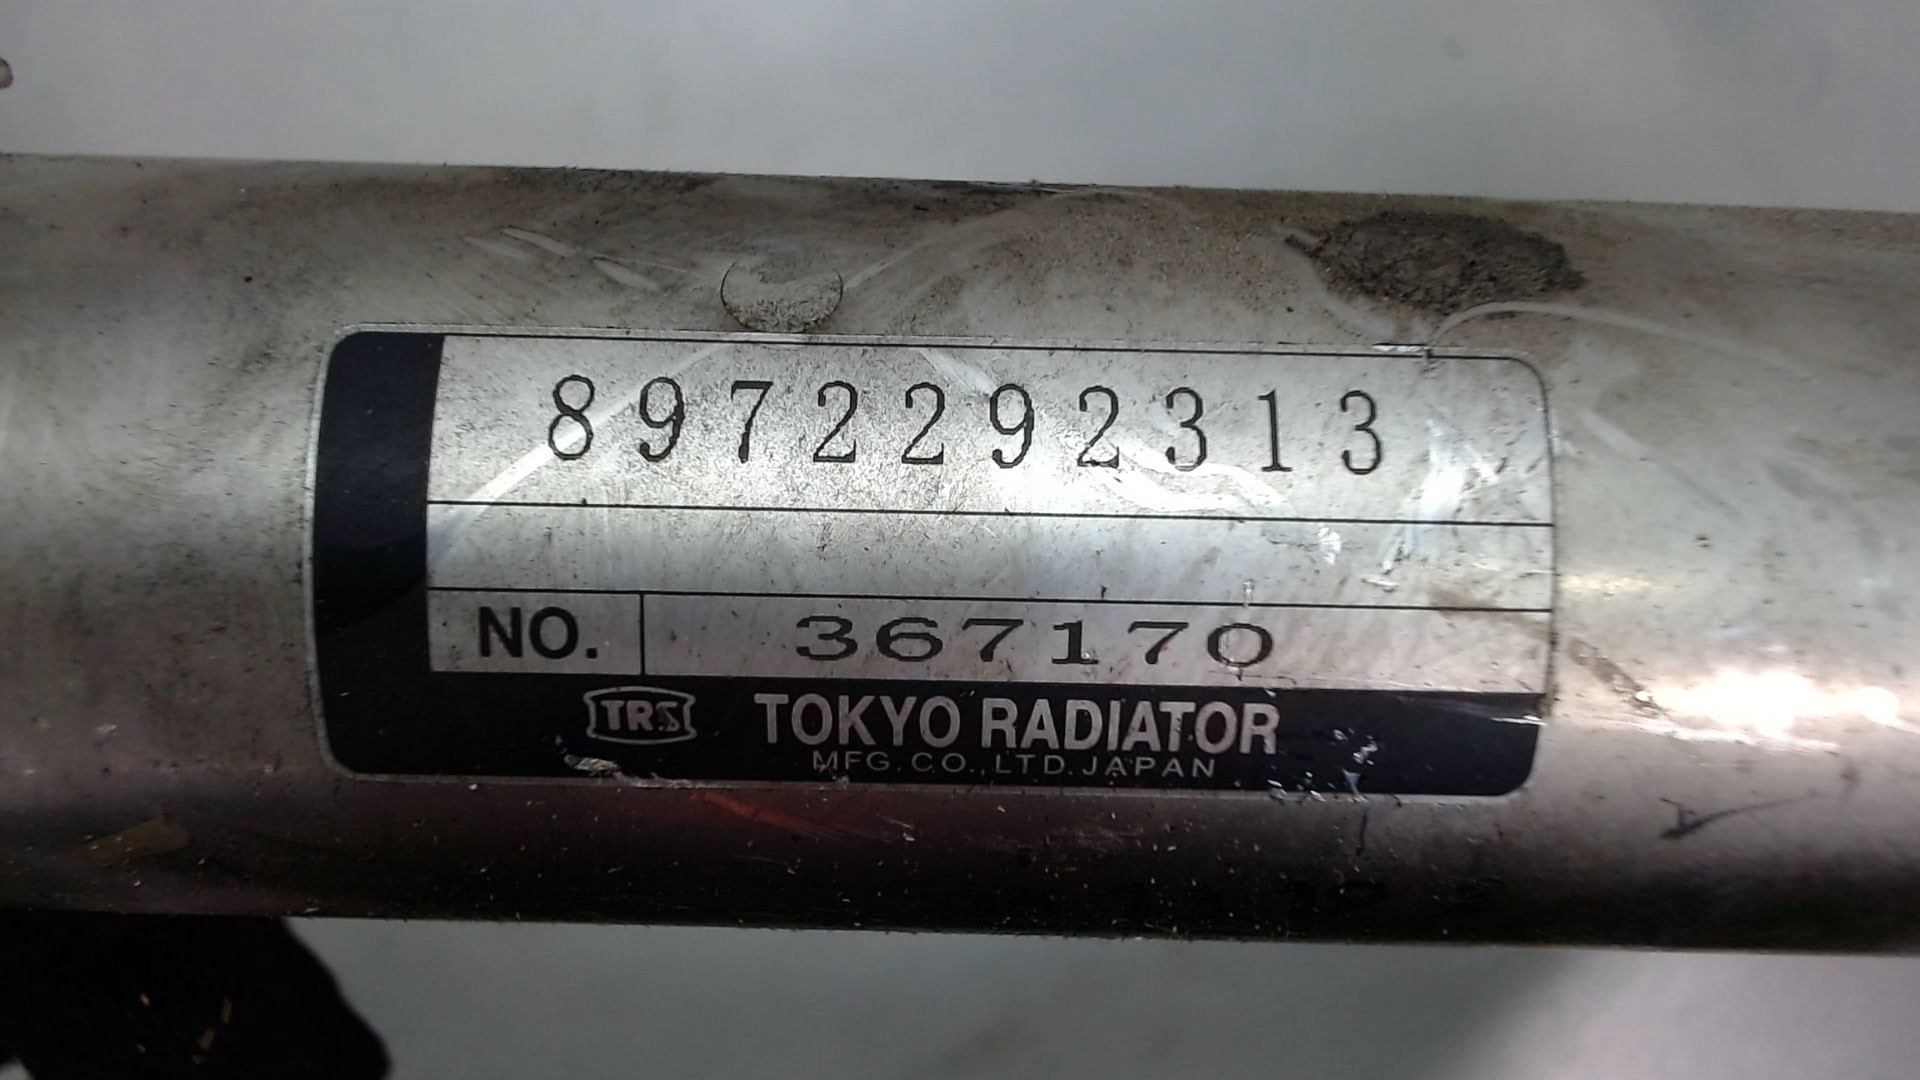 8972292313
NO. 367170
TRS TOKYO RADIATOR
MFG. CO., LTD. JAPAN